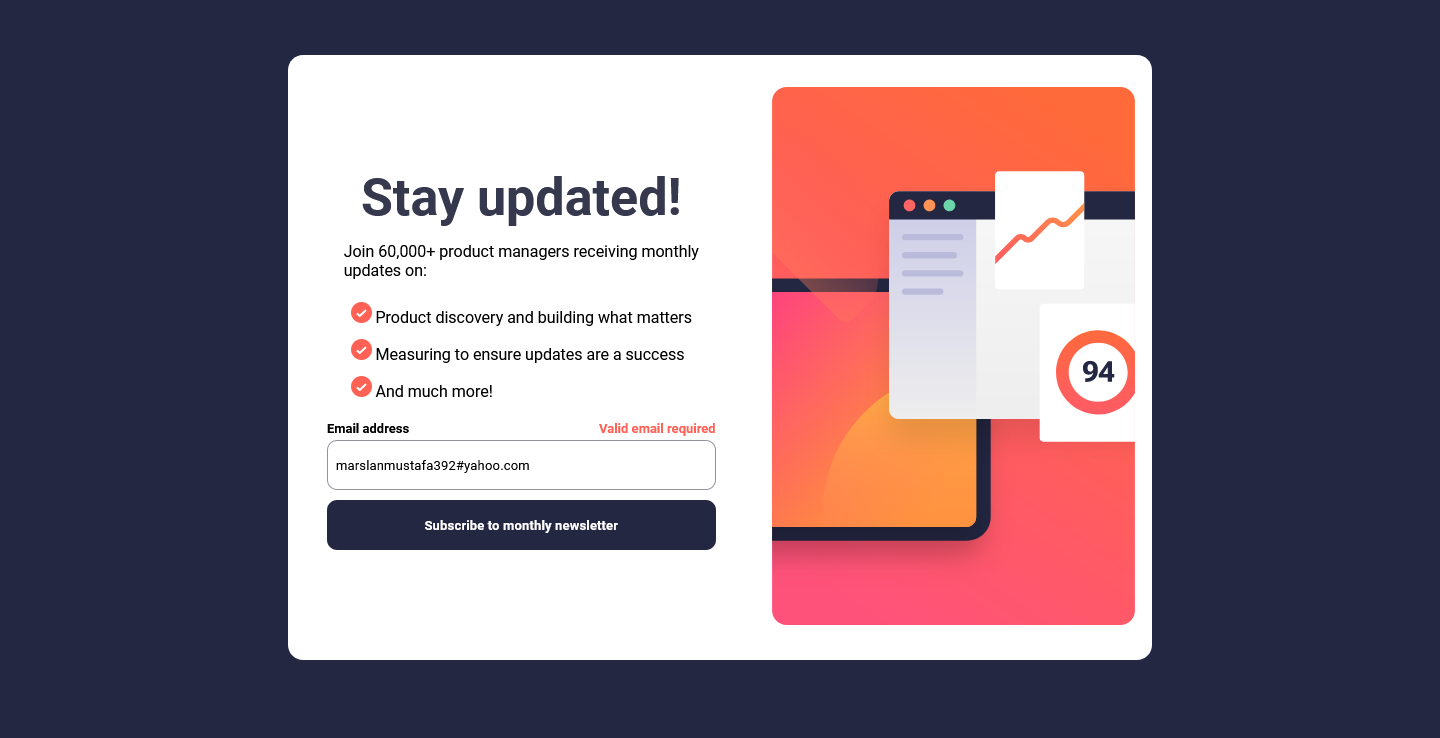 Stay updated!
Join 60,000+ product managers receiving monthly
updates on:
Product discovery and building what matters
Measuring to ensure updates are a success
And much more!
Email address Valid email required
marslanmustafa392#yahoo.com
Subscribe to monthly newsletter
94